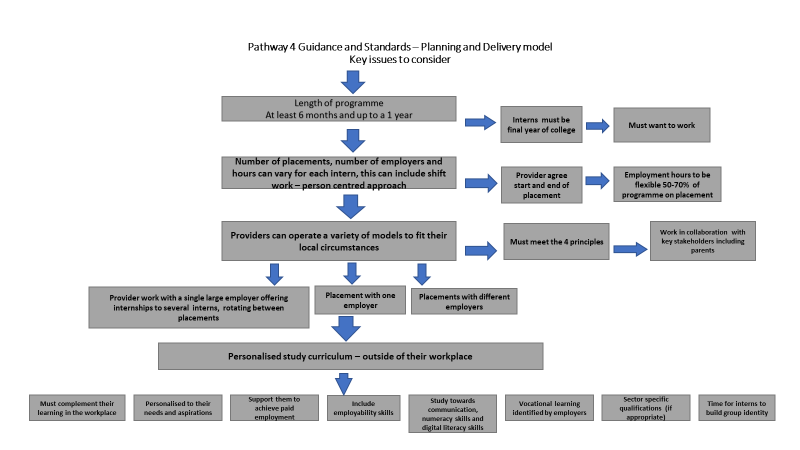 Pathway 4 Guidance and Standards – Planning and Delivery model
Key issues to consider
Length of programme
At least 6 months and up to a 1 year
Interns must be
final year of college
Must want to work
Number of placements, number of employers and
hours can vary for each intern, this can include shift
work – person centred approach
Provider agree
start and end of
placement
Employment hours to be
flexible 50-70% of
programme on placement
Providers can operate a variety of models to fit their
local circumstances
Must meet the 4 principles
Work in collaboration with
key stakeholders including
parents
Provider work with a single large employer offering
internships to several interns, rotating between
placements
Placement with one
employer
Placements with different
employers
Personalised study curriculum – outside of their workplace
Must complement their
learning in the workplace
Personalised to their
needs and aspirations
Support them to
achieve paid
employment
Include
employability skills
Study towards
communication,
numeracy skills and
digital literacy skills
Vocational learning
identified by employers
Sector specific
qualifications (if
appropriate)
Time for interns to
build group identity